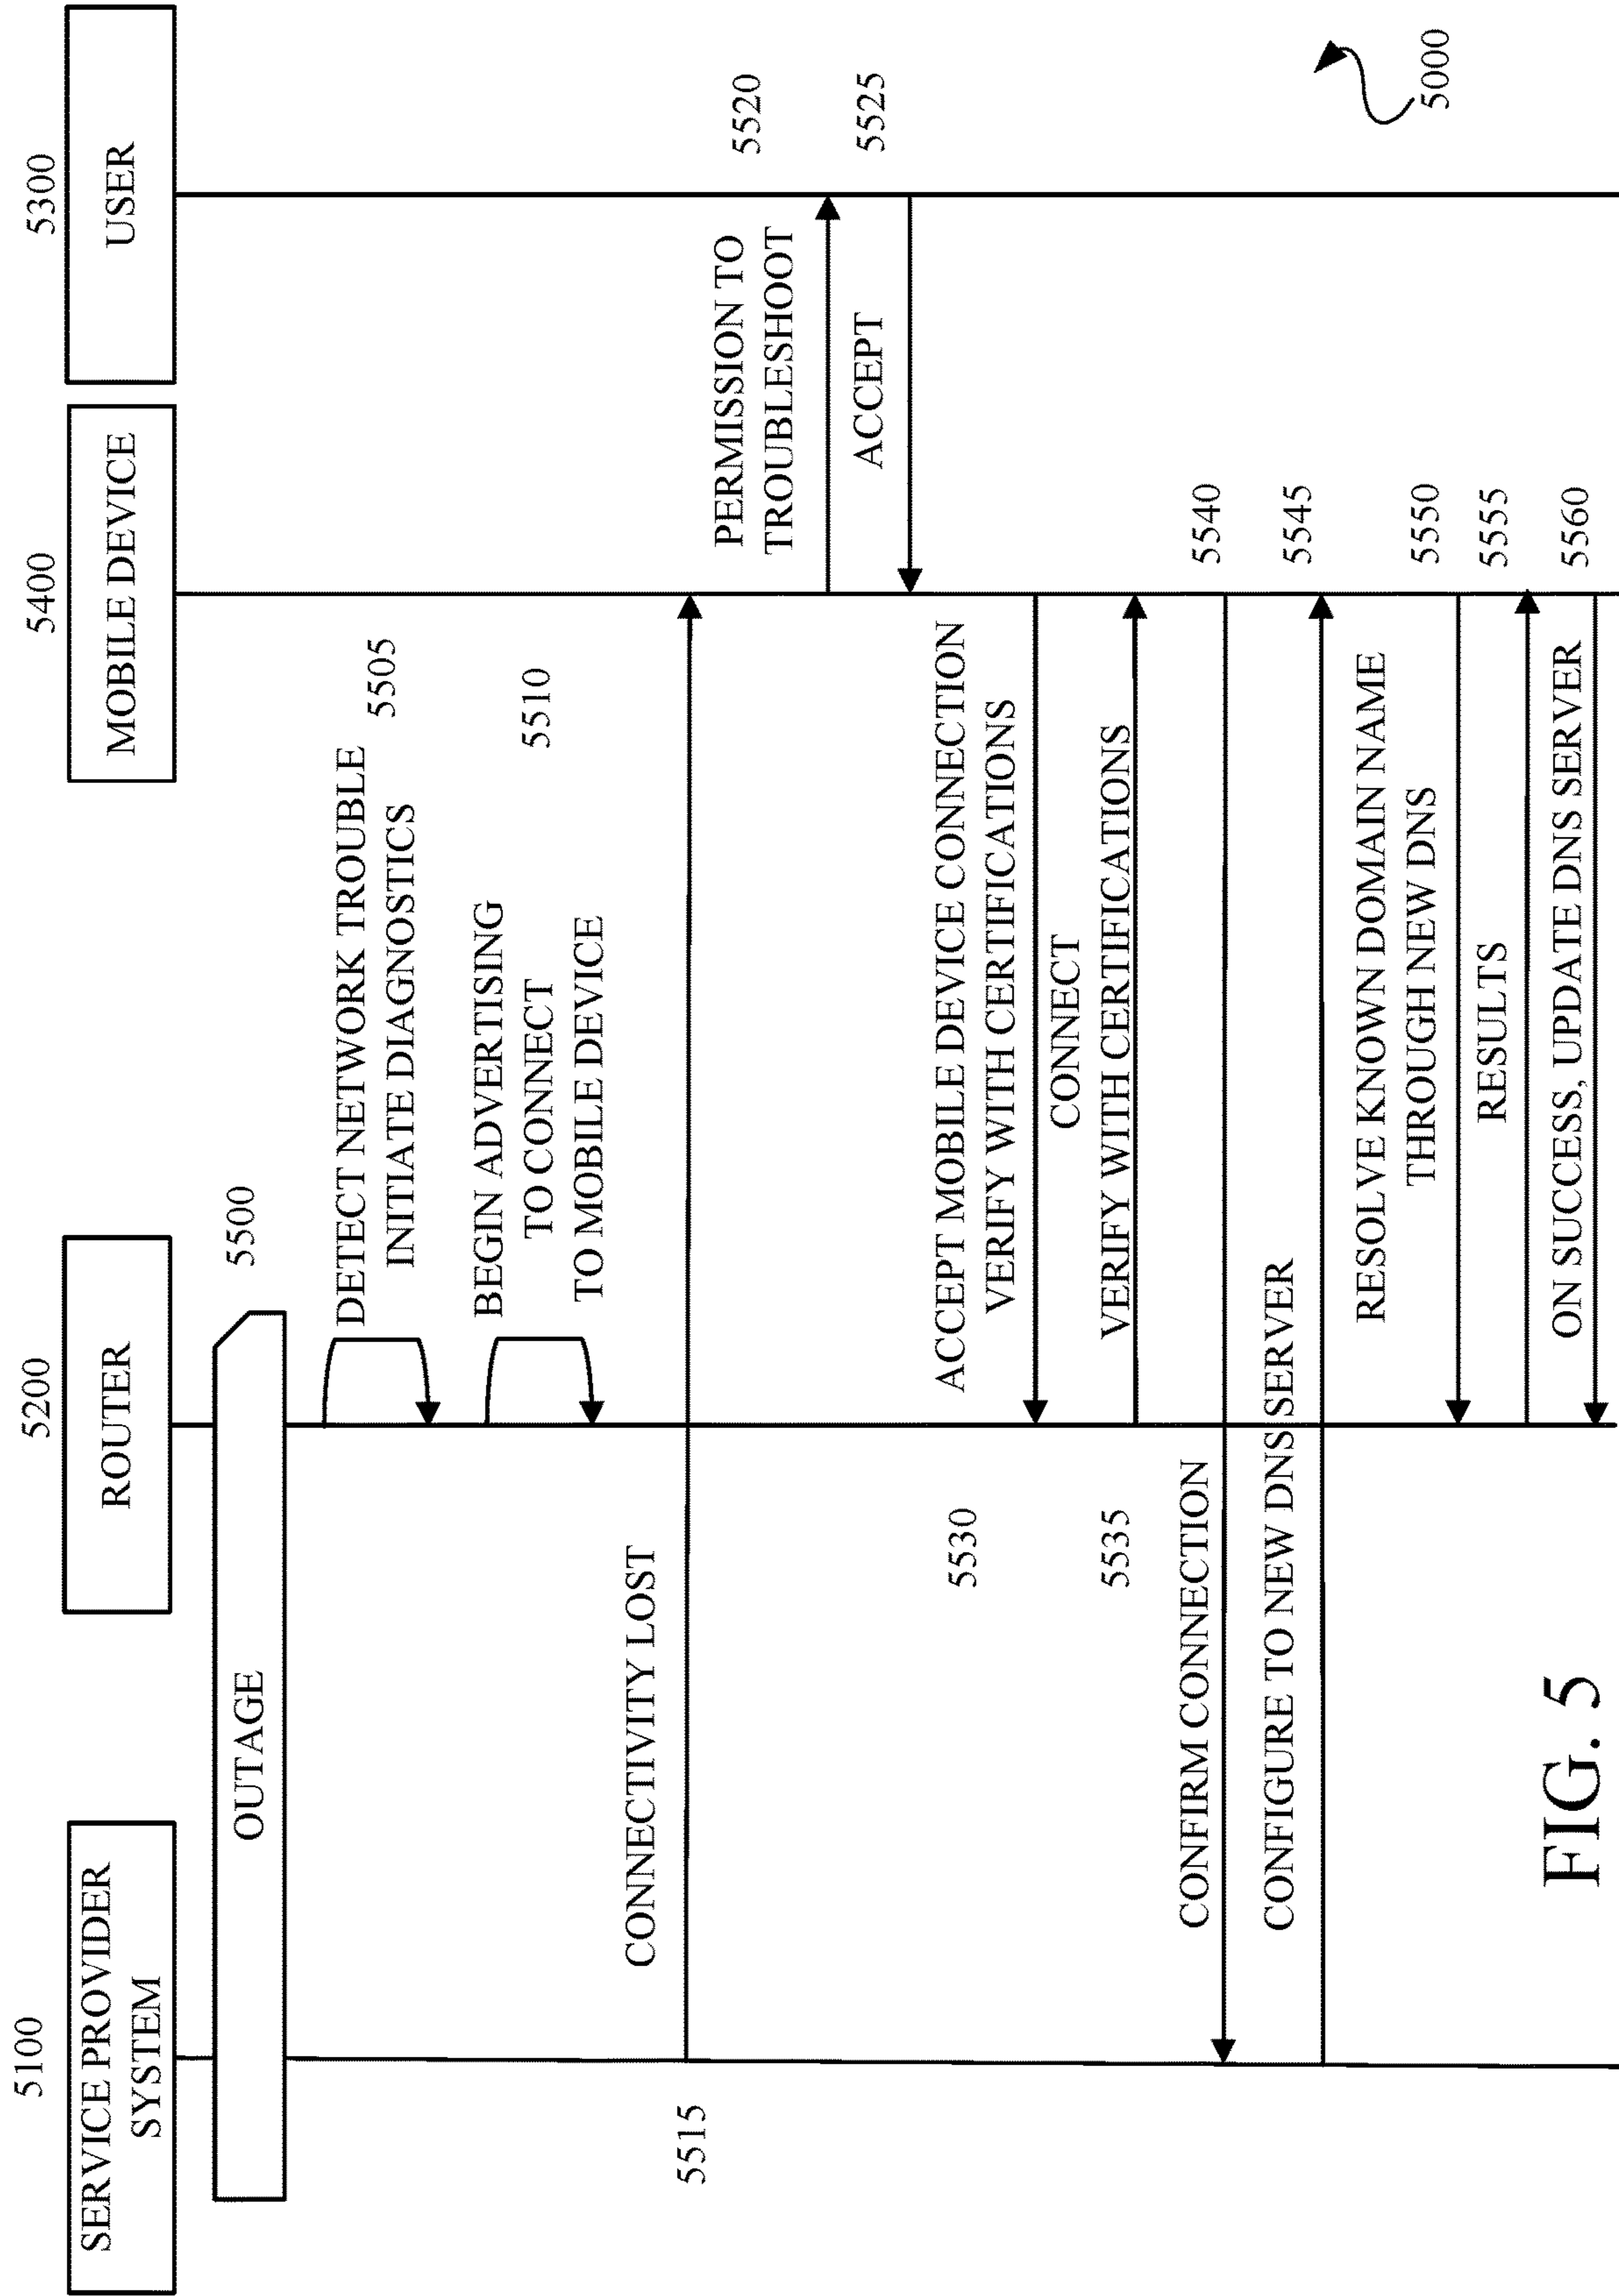 5100
5200
5400
5300
SERVICE PROVIDER
SYSTEM
ROUTER
MOBILE DEVICE
USER
OUTAGE
5500
DETECT NETWORK TROUBLE
INITIATE DIAGNOSTICS
5505
BEGIN ADVERTISING
TO CONNECT
TO MOBILE DEVICE
5510
CONNECTIVITY LOST
5515
PERMISSION TO
TROUBLESHOOT
5520
ACCEPT
5525
ACCEPT MOBILE DEVICE CONNECTION
VERIFY WITH CERTIFICATIONS
5530
CONNECT
VERIFY WITH CERTIFICATIONS
5535
CONFIRM CONNECTION
5540
CONFIGURE TO NEW DNS SERVER
5545
RESOLVE KNOWN DOMAIN NAME
THROUGH NEW DNS
5550
RESULTS
5555
ON SUCCESS, UPDATE DNS SERVER
5560
5000
FIG. 5